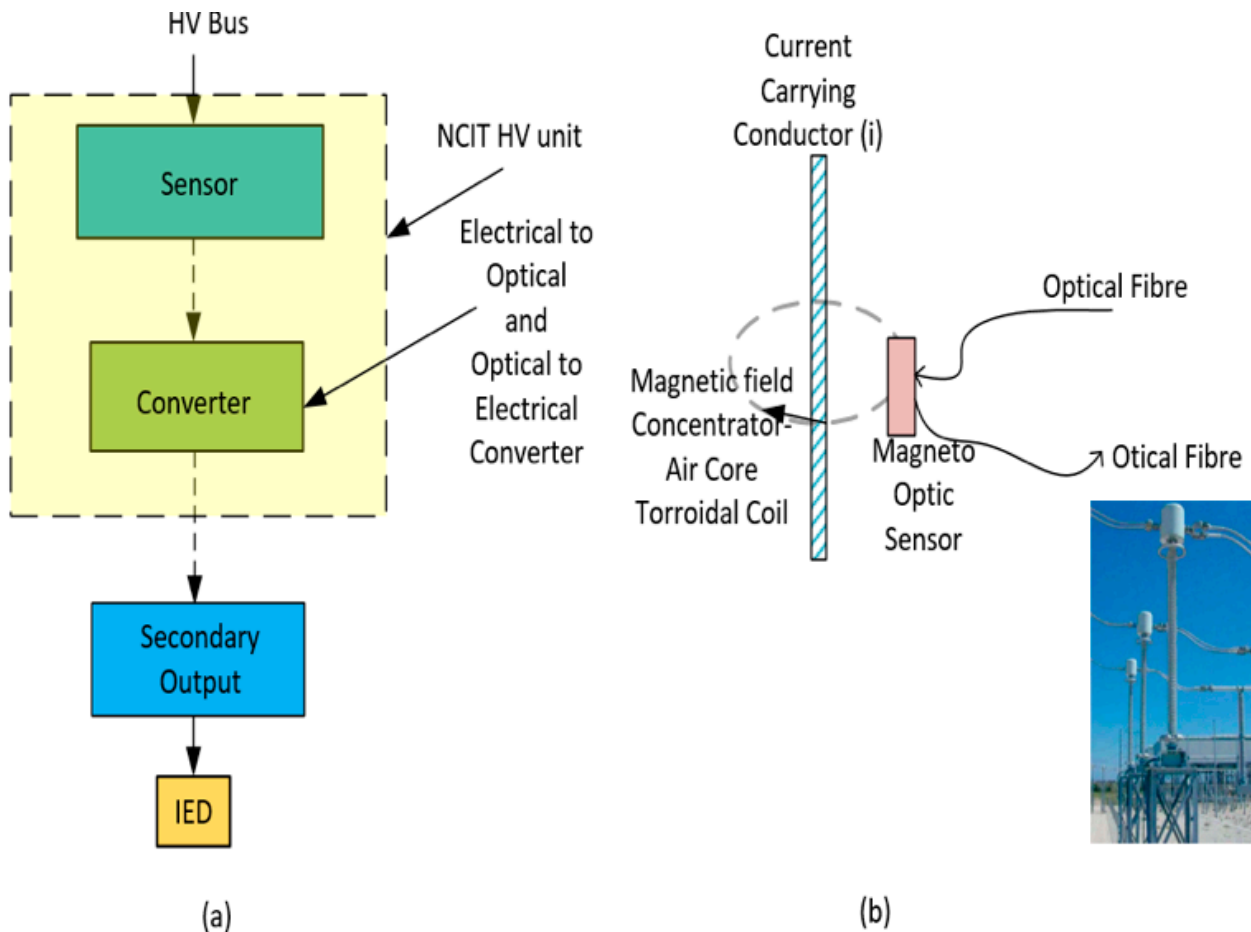 HV Bus
Sensor
NCIT HV unit
Electrical to
Optical
and
Optical to
Electrical
Converter
Converter
Secondary
Output
IED
(a)
Current
Carrying
Conductor (i)
Optical Fibre
Magnetic field
Concentrator-
Air Core
Torroidal Coil
Magneto
Optic
Sensor
Otical Fibre
(b)